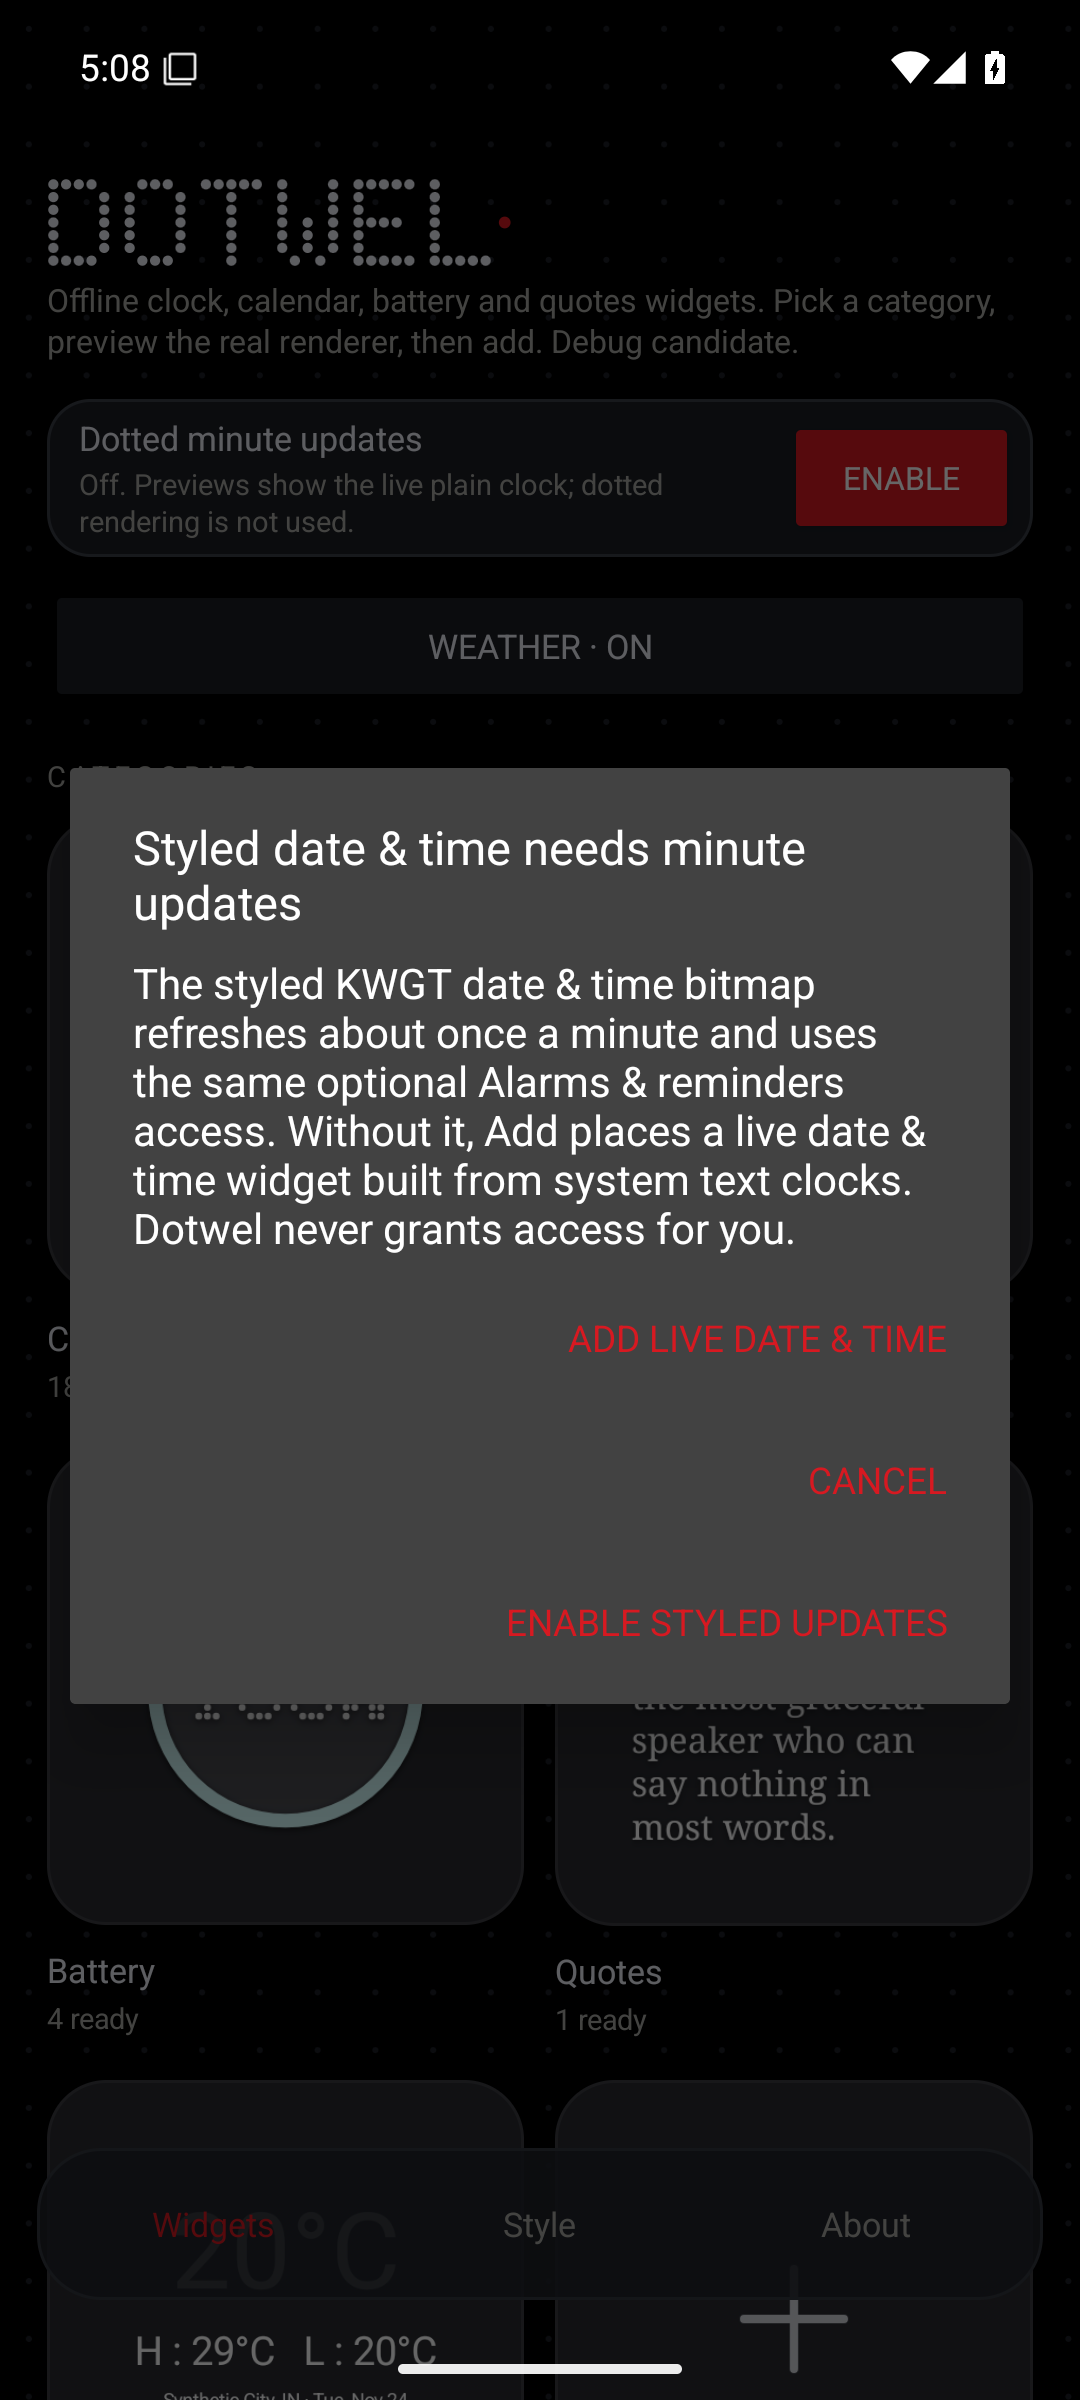 5:08
DOTWEL
Offline clock, calendar, battery and quotes widgets. Pick a category,
preview the real renderer, then add. Debug candidate.
Dotted minute updates
Off. Previews show the live plain clock; dotted
rendering is not used.
ENABLE
WEATHER · ON
Styled date & time needs minute
updates
The styled KWGT date & time bitmap
refreshes about once a minute and uses
the same optional Alarms & reminders
access. Without it, Add places a live date &
time widget built from system text clocks.
Dotwel never grants access for you.
ADD LIVE DATE & TIME
CANCEL
ENABLE STYLED UPDATES
speaker who can
say nothing in
most words.
Battery
4 ready
Quotes
1 ready
20°C
Widgets
Style
About
H : 29°C L : 20°C